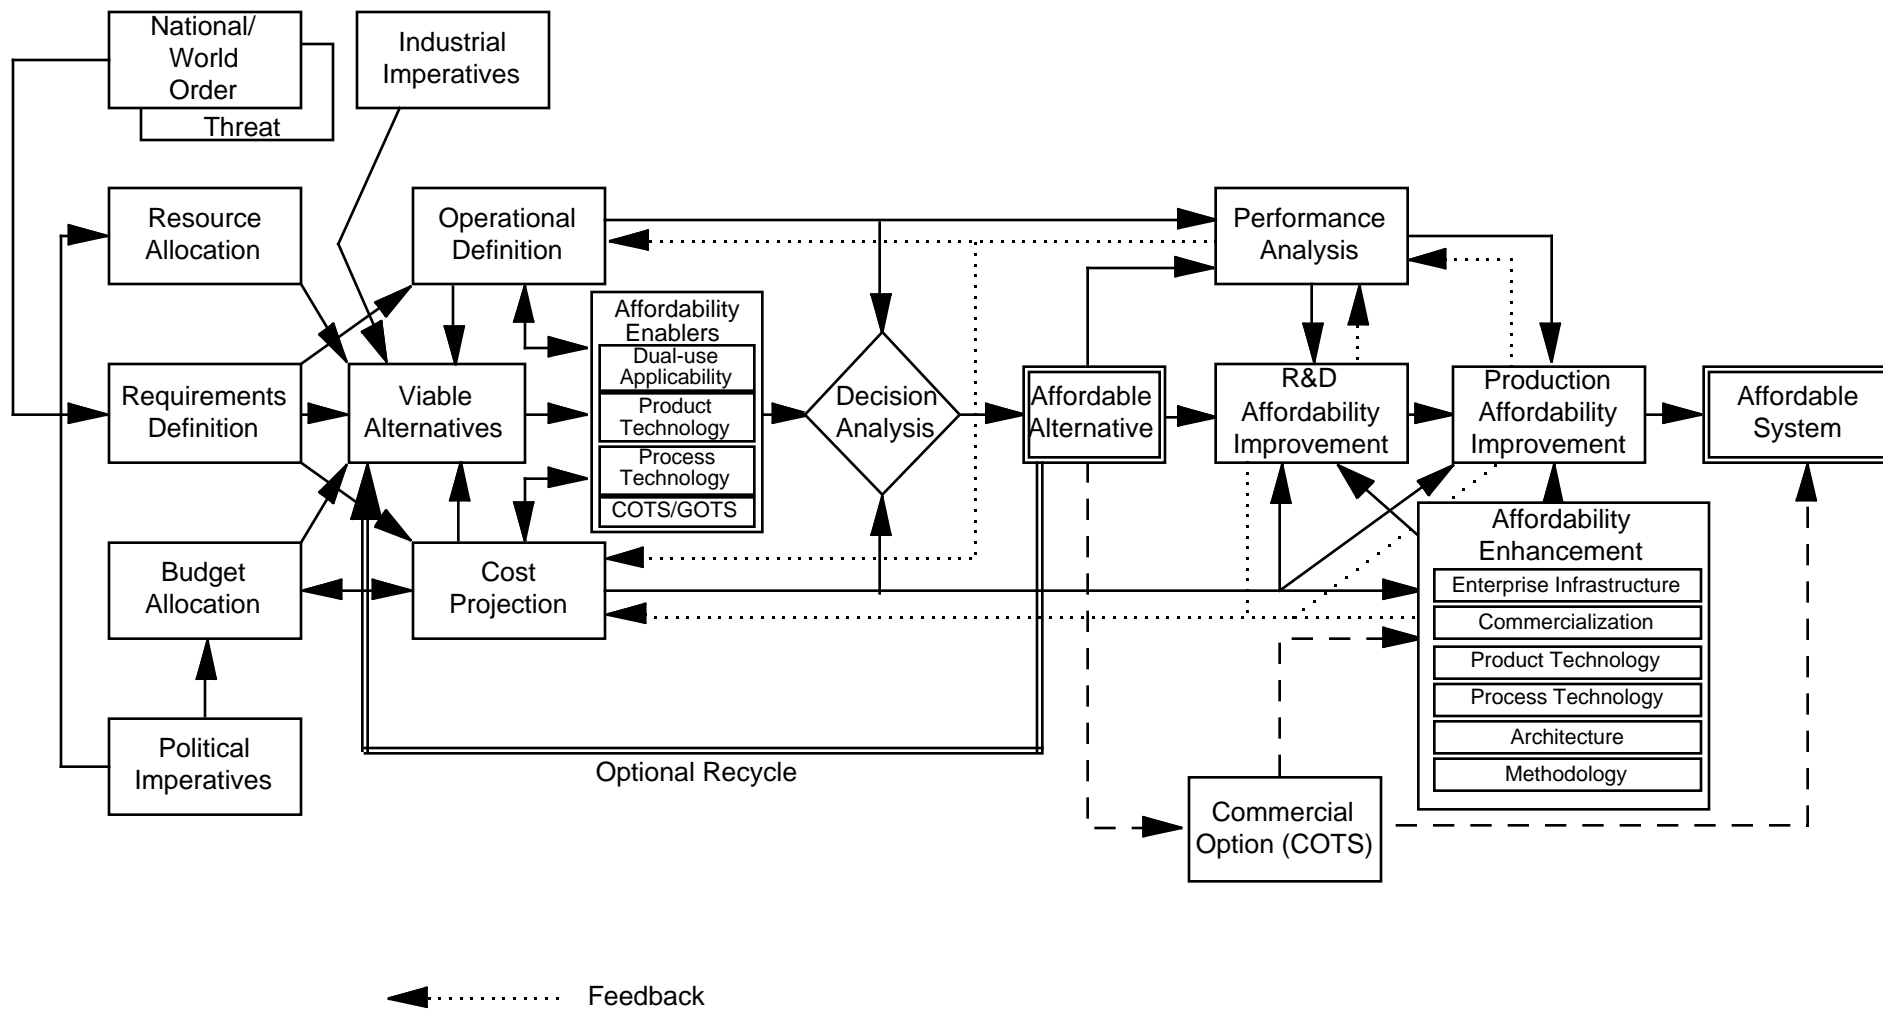 National/
World
Order
Threat
Industrial
Imperatives
Resource
Allocation
Operational
Definition
Performance
Analysis
Affordability
Enablers
Dual-use
Applicability
Product
Technology
Process
Technology
COTS/GOTS
Requirements
Definition
Viable
Alternatives
Decision
Analysis
Affordable
Alternative
R&D
Affordability
Improvement
Production
Affordability
Improvement
Affordable
System
Budget
Allocation
Cost
Projection
Affordability
Enhancement
Enterprise Infrastructure
Commercialization
Product Technology
Process Technology
Architecture
Methodology
Political
Imperatives
Optional Recycle
Commercial
Option (COTS)
Feedback